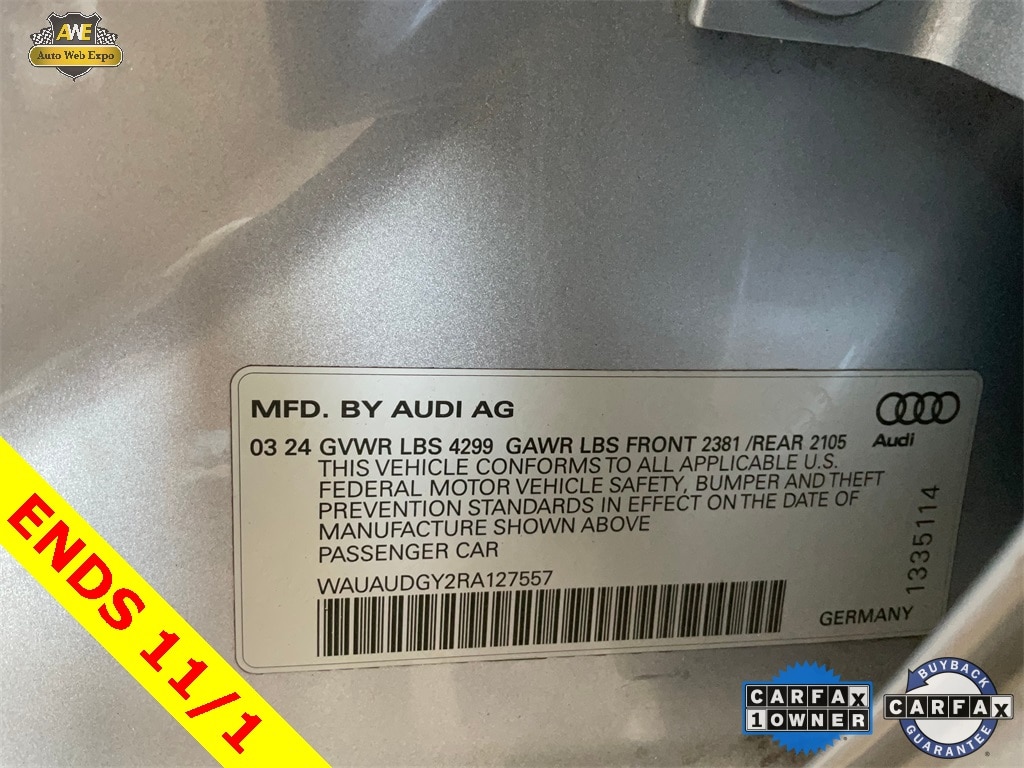 AWE
Auto Web Expo
MFD. BY AUDI AG
Audi
03 24 GVWR LBS 4299 GAWR LBS FRONT 2381 /REAR 2105
THIS VEHICLE CONFORMS TO ALL APPLICABLE U.S.
FEDERAL MOTOR VEHICLE SAFETY, BUMPER AND THEFT
PREVENTION STANDARDS IN EFFECT ON THE DATE OF
MANUFACTURE SHOWN ABOVE
PASSENGER CAR
WAUAUDGY2RA127557
GERMANY
1335114
ENDS 11/1
CARFAX
1 OWNER
BUYBACK
CARFAX
GUARANTEE